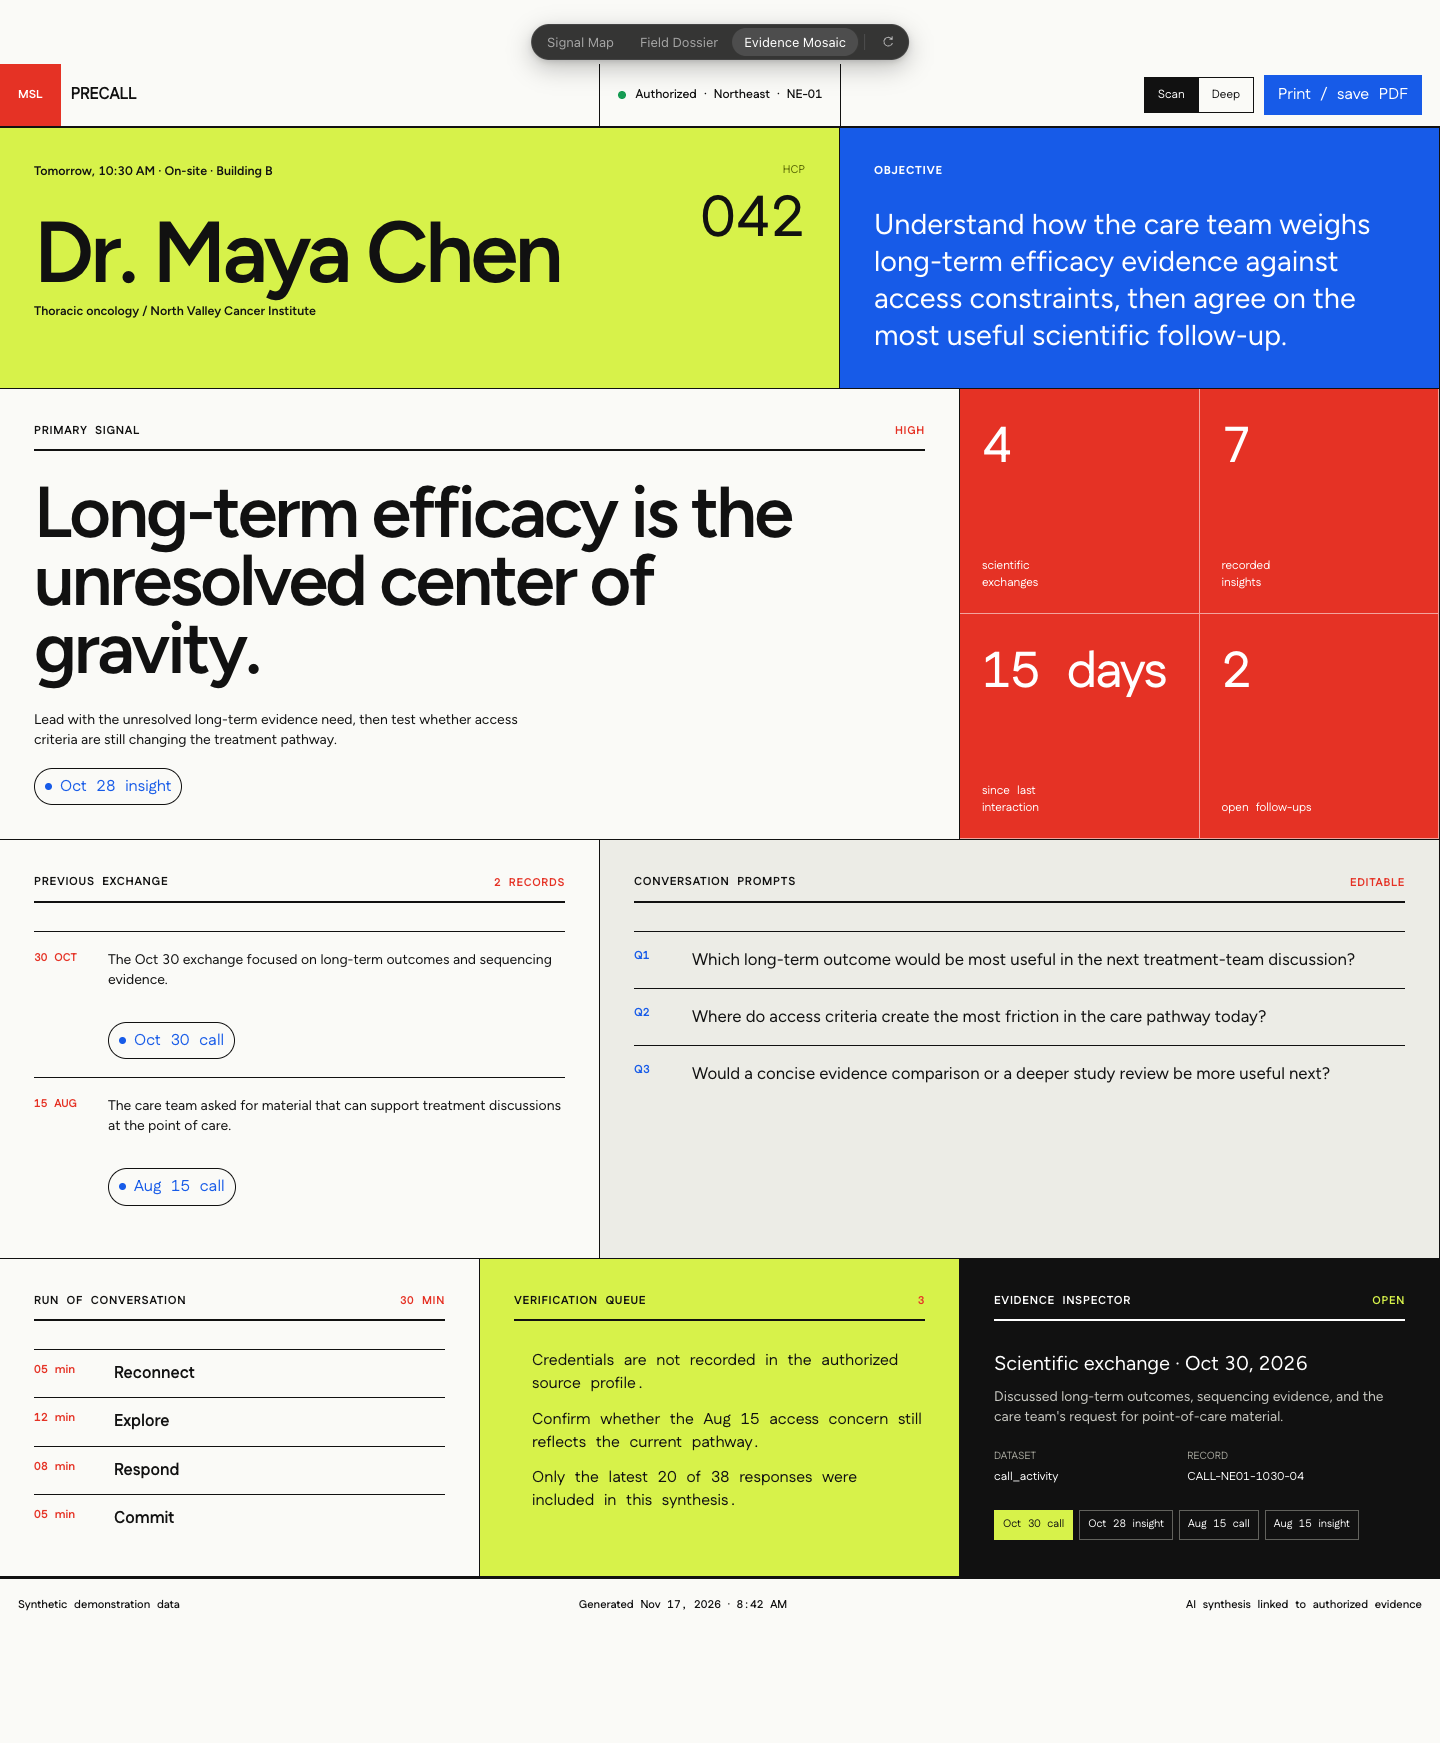 Signal Map Field Dossier Evidence Mosaic
MSL PRECALL
Authorized · Northeast · NE-01
Scan Deep Print / save PDF
Tomorrow, 10:30 AM · On-site · Building B
HCP
042
Dr. Maya Chen
Thoracic oncology / North Valley Cancer Institute
OBJECTIVE
Understand how the care team weighs
long-term efficacy evidence against
access constraints, then agree on the
most useful scientific follow-up.
PRIMARY SIGNAL HIGH
Long-term efficacy is the
unresolved center of
gravity.
Lead with the unresolved long-term evidence need, then test whether access
criteria are still changing the treatment pathway.
Oct 28 insight
4
scientific
exchanges
7
recorded
insights
15 days
since last
interaction
2
open follow-ups
PREVIOUS EXCHANGE 2 RECORDS
30 OCT The Oct 30 exchange focused on long-term outcomes and sequencing
evidence.
Oct 30 call
15 AUG The care team asked for material that can support treatment discussions
at the point of care.
Aug 15 call
CONVERSATION PROMPTS EDITABLE
Q1 Which long-term outcome would be most useful in the next treatment-team discussion?
Q2 Where do access criteria create the most friction in the care pathway today?
Q3 Would a concise evidence comparison or a deeper study review be more useful next?
RUN OF CONVERSATION 30 MIN
05 min Reconnect
12 min Explore
08 min Respond
05 min Commit
VERIFICATION QUEUE 3
Credentials are not recorded in the authorized
source profile.
Confirm whether the Aug 15 access concern still
reflects the current pathway.
Only the latest 20 of 38 responses were
included in this synthesis.
EVIDENCE INSPECTOR OPEN
Scientific exchange · Oct 30, 2026
Discussed long-term outcomes, sequencing evidence, and the
care team's request for point-of-care material.
DATASET RECORD
call_activity CALL-NE01-1030-04
Oct 30 call Oct 28 insight Aug 15 call Aug 15 insight
Synthetic demonstration data Generated Nov 17, 2026 · 8:42 AM AI synthesis linked to authorized evidence